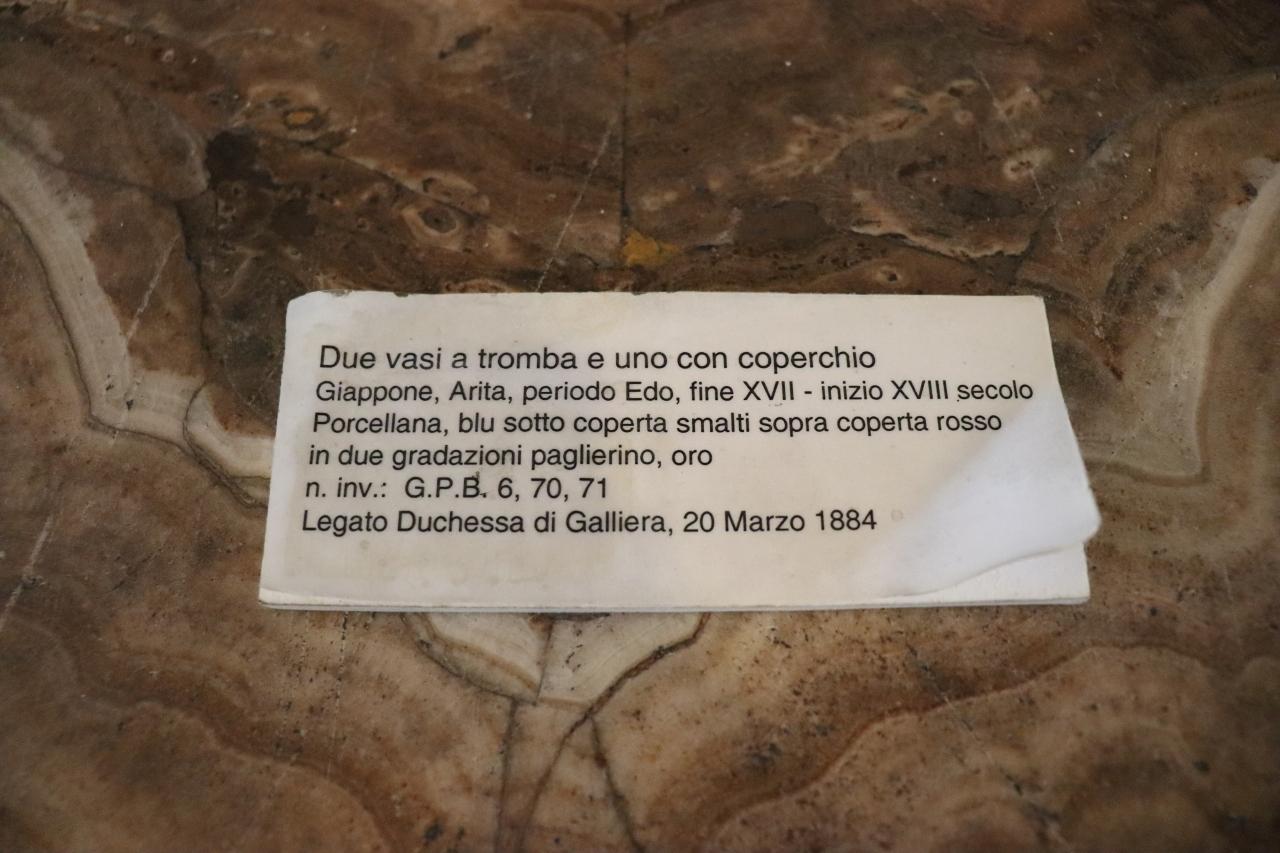 Due vasi a tromba e uno con coperchio
Giappone, Arita, periodo Edo, fine XVII - inizio XVIII secolo
Porcellana, blu sotto coperta smalti sopra coperta rosso
in due gradazioni paglierino, oro
n. inv.: G.P.B. 6, 70, 71
Legato Duchessa di Galliera, 20 Marzo 1884